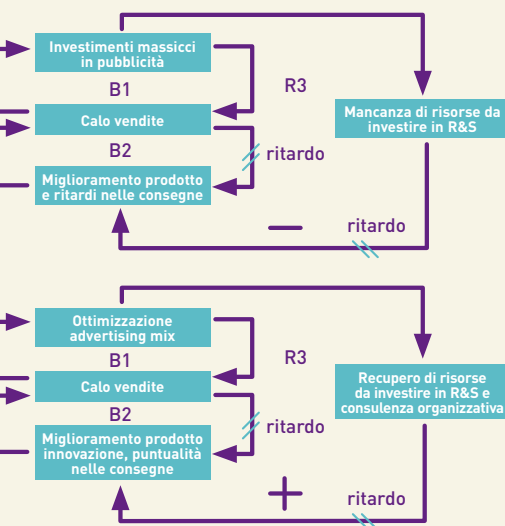 Investimenti massicci
in pubblicità
B1
R3
Calo vendite
Mancanza di risorse da
investire in R&S
B2
ritardo
Miglioramento prodotto
e ritardi nelle consegne
–
ritardo
Ottimizzazione
advertising mix
B1
R3
Calo vendite
Recupero di risorse
da investire in R&S e
consulenza organizzativa
B2
ritardo
Miglioramento prodotto
innovazione, puntualità
nelle consegne
+
ritardo